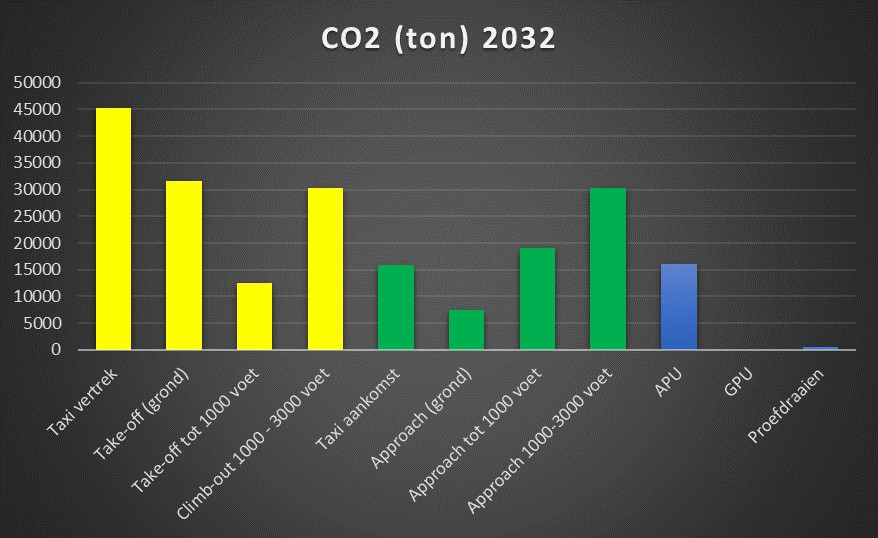 CO2 (ton) 2032
50000
45000
40000
35000
30000
25000
20000
15000
10000
5000
0
Taxi vertrek
Take-off (grond)
Take-off tot 1000 voet
Climb-out 1000 - 3000 voet
Taxi aankomst
Approach (grond)
Approach tot 1000 voet
Approach 1000-3000 voet
APU
GPU
Proefdraaien